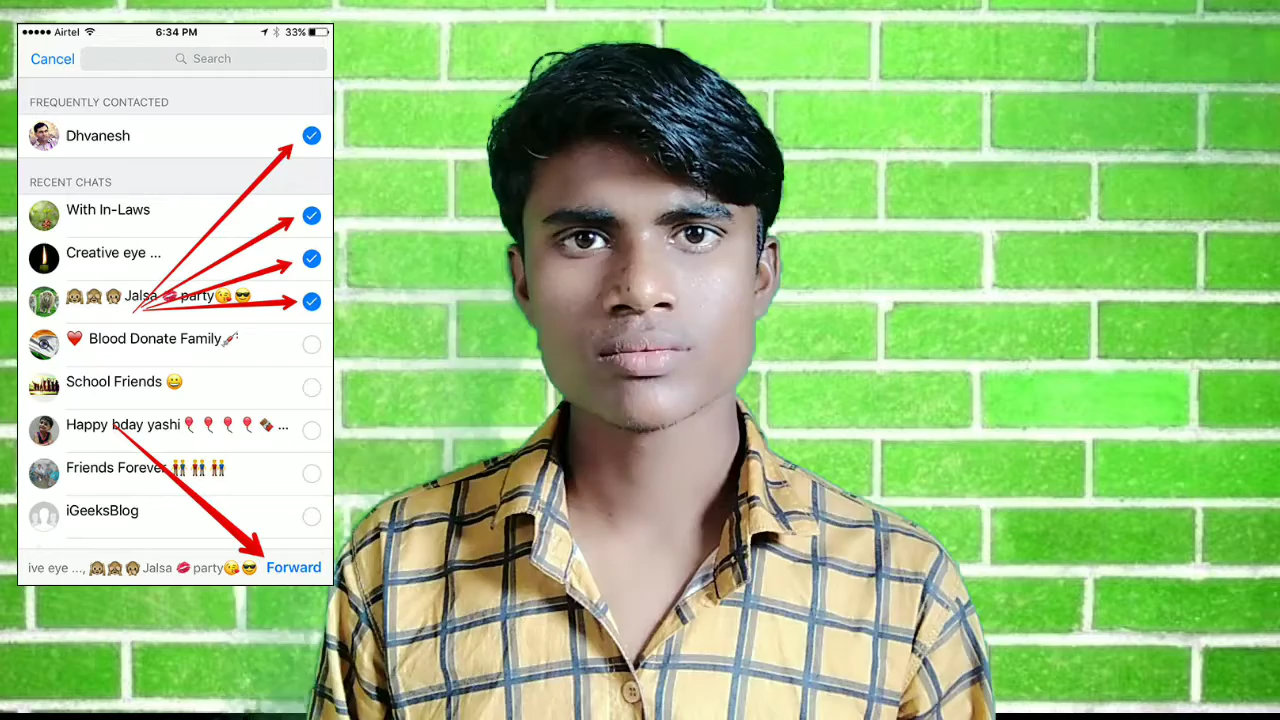 Airtel 6:34 PM 33%
Cancel Search
FREQUENTLY CONTACTED
Dhvanesh
RECENT CHATS
With In-Laws
Creative eye ...
🙉🙈🙊Jalsa 💋party😘😎
❤️ Blood Donate Family💉
School Friends 😀
Happy bday yashi🎈🎈🎈🎈🍫...
Friends Forever 👬👬👬
iGeeksBlog
ive eye ..., 🙉🙈🙊Jalsa 💋party😘😎 Forward